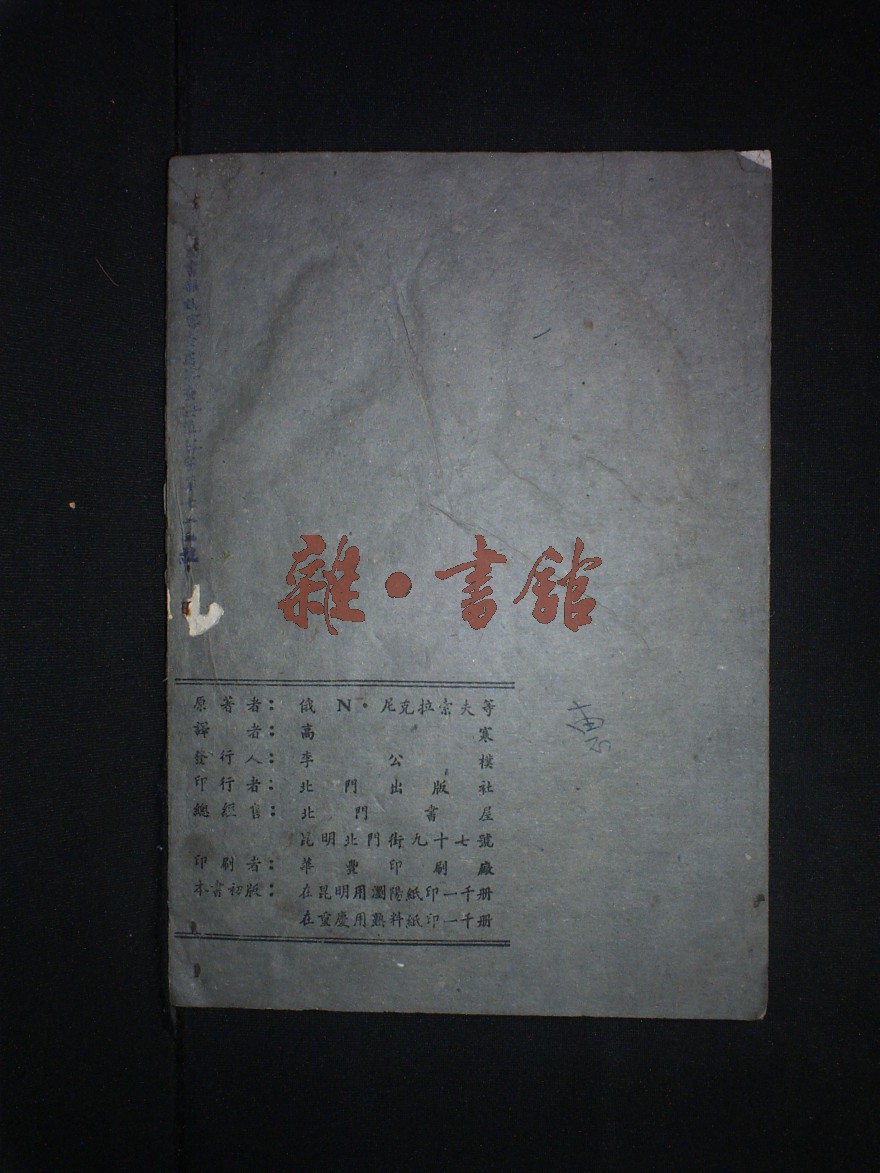 雜·書館
原著者：俄 N·尼克拉索夫等
譯者：高寒
發行人：李公樸
印行者：北門出版社
總經售：北門書屋
昆明北門街九十七號
印刷者：華豐印刷廠
本書初版：在昆明用瀏陽紙印一千册
在重慶用熟料紙印一千册